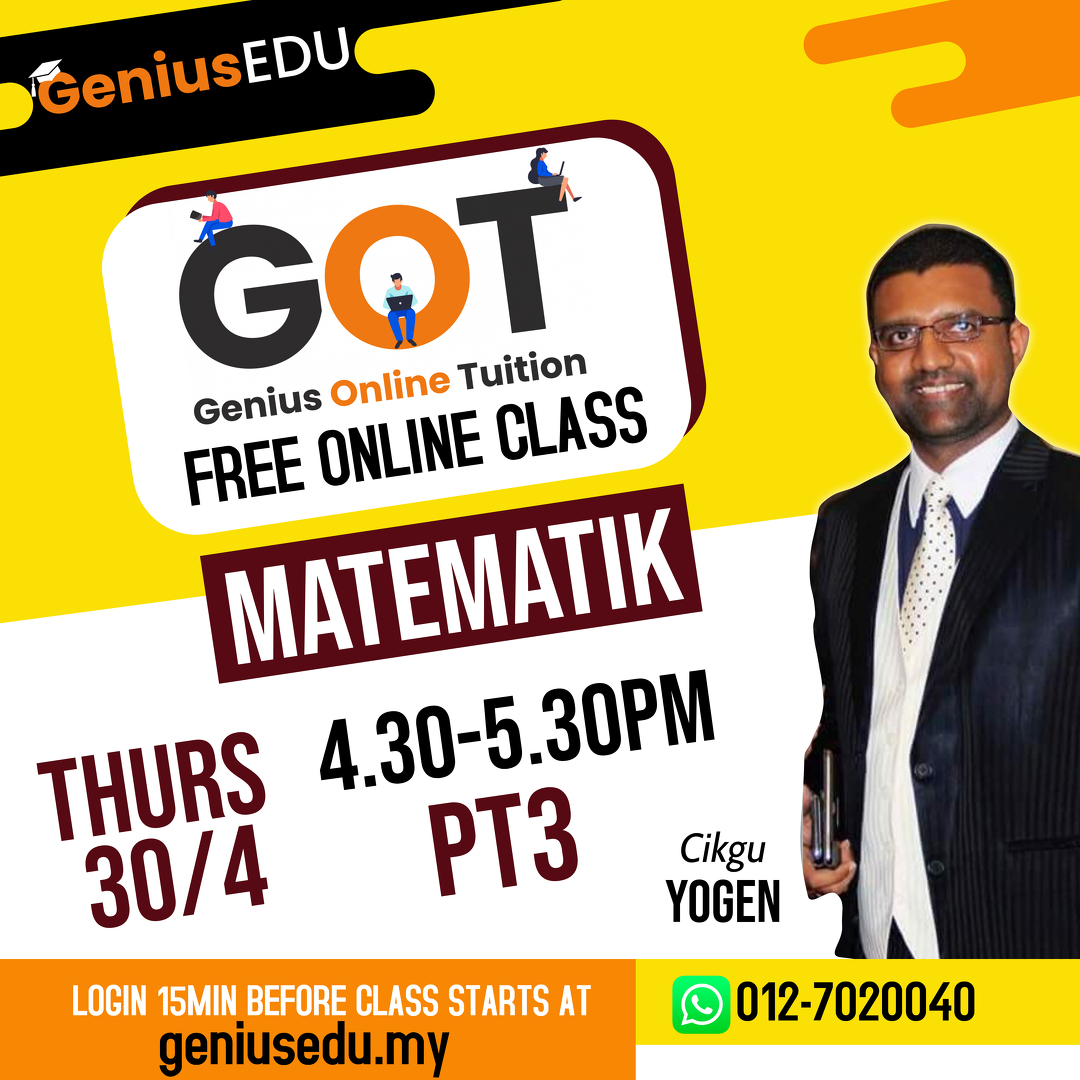 GeniusEDU
GOT
Genius Online Tuition
FREE ONLINE CLASS
MATEMATIK
THURS
30/4
4.30-5.30PM
PT3
Cikgu
YOGEN
LOGIN 15MIN BEFORE CLASS STARTS AT
geniusedu.my
012-7020040